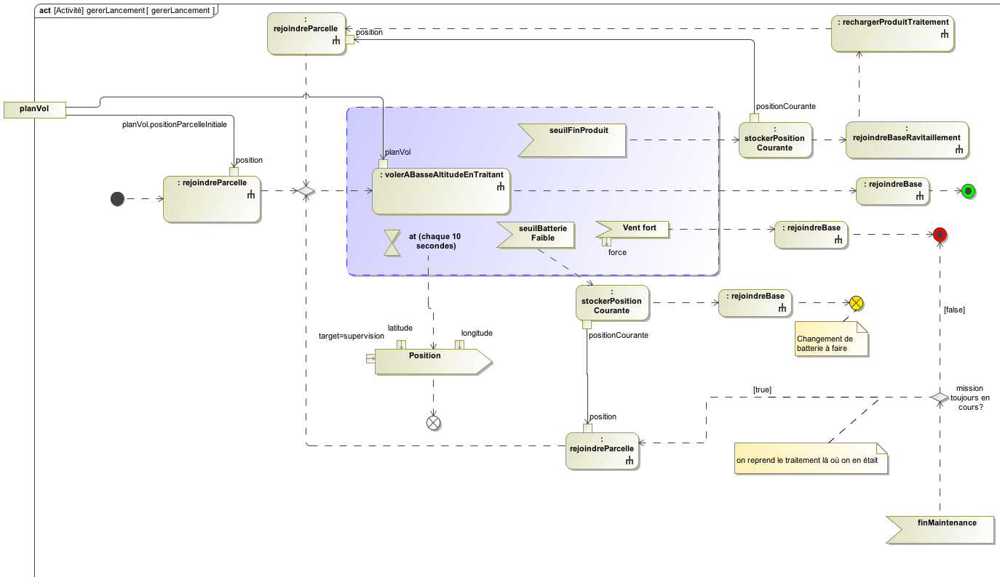 act [Activité] gererLancement [ gererLancement ]
:
rejoindreParcelle
position
: rechargerProduitTraitement
planVol
planVol.positionParcelleInitiale
position
: rejoindreParcelle
planVol
: volerABasseAltitudeEnTraitant
seuilFinProduit
positionCourante
:
stockerPosition
Courante
:
rejoindreBaseRavitaillement
: rejoindreBase
at (chaque 10
secondes)
seuilBatterie
Faible
Vent fort
force
: rejoindreBase
:
stockerPosition
Courante
positionCourante
: rejoindreBase
Changement de
batterie à faire
[false]
target=supervision
latitude
longitude
Position
[true]
mission
toujours en
cours?
position
:
rejoindreParcelle
on reprend le traitement là où on en était
finMaintenance